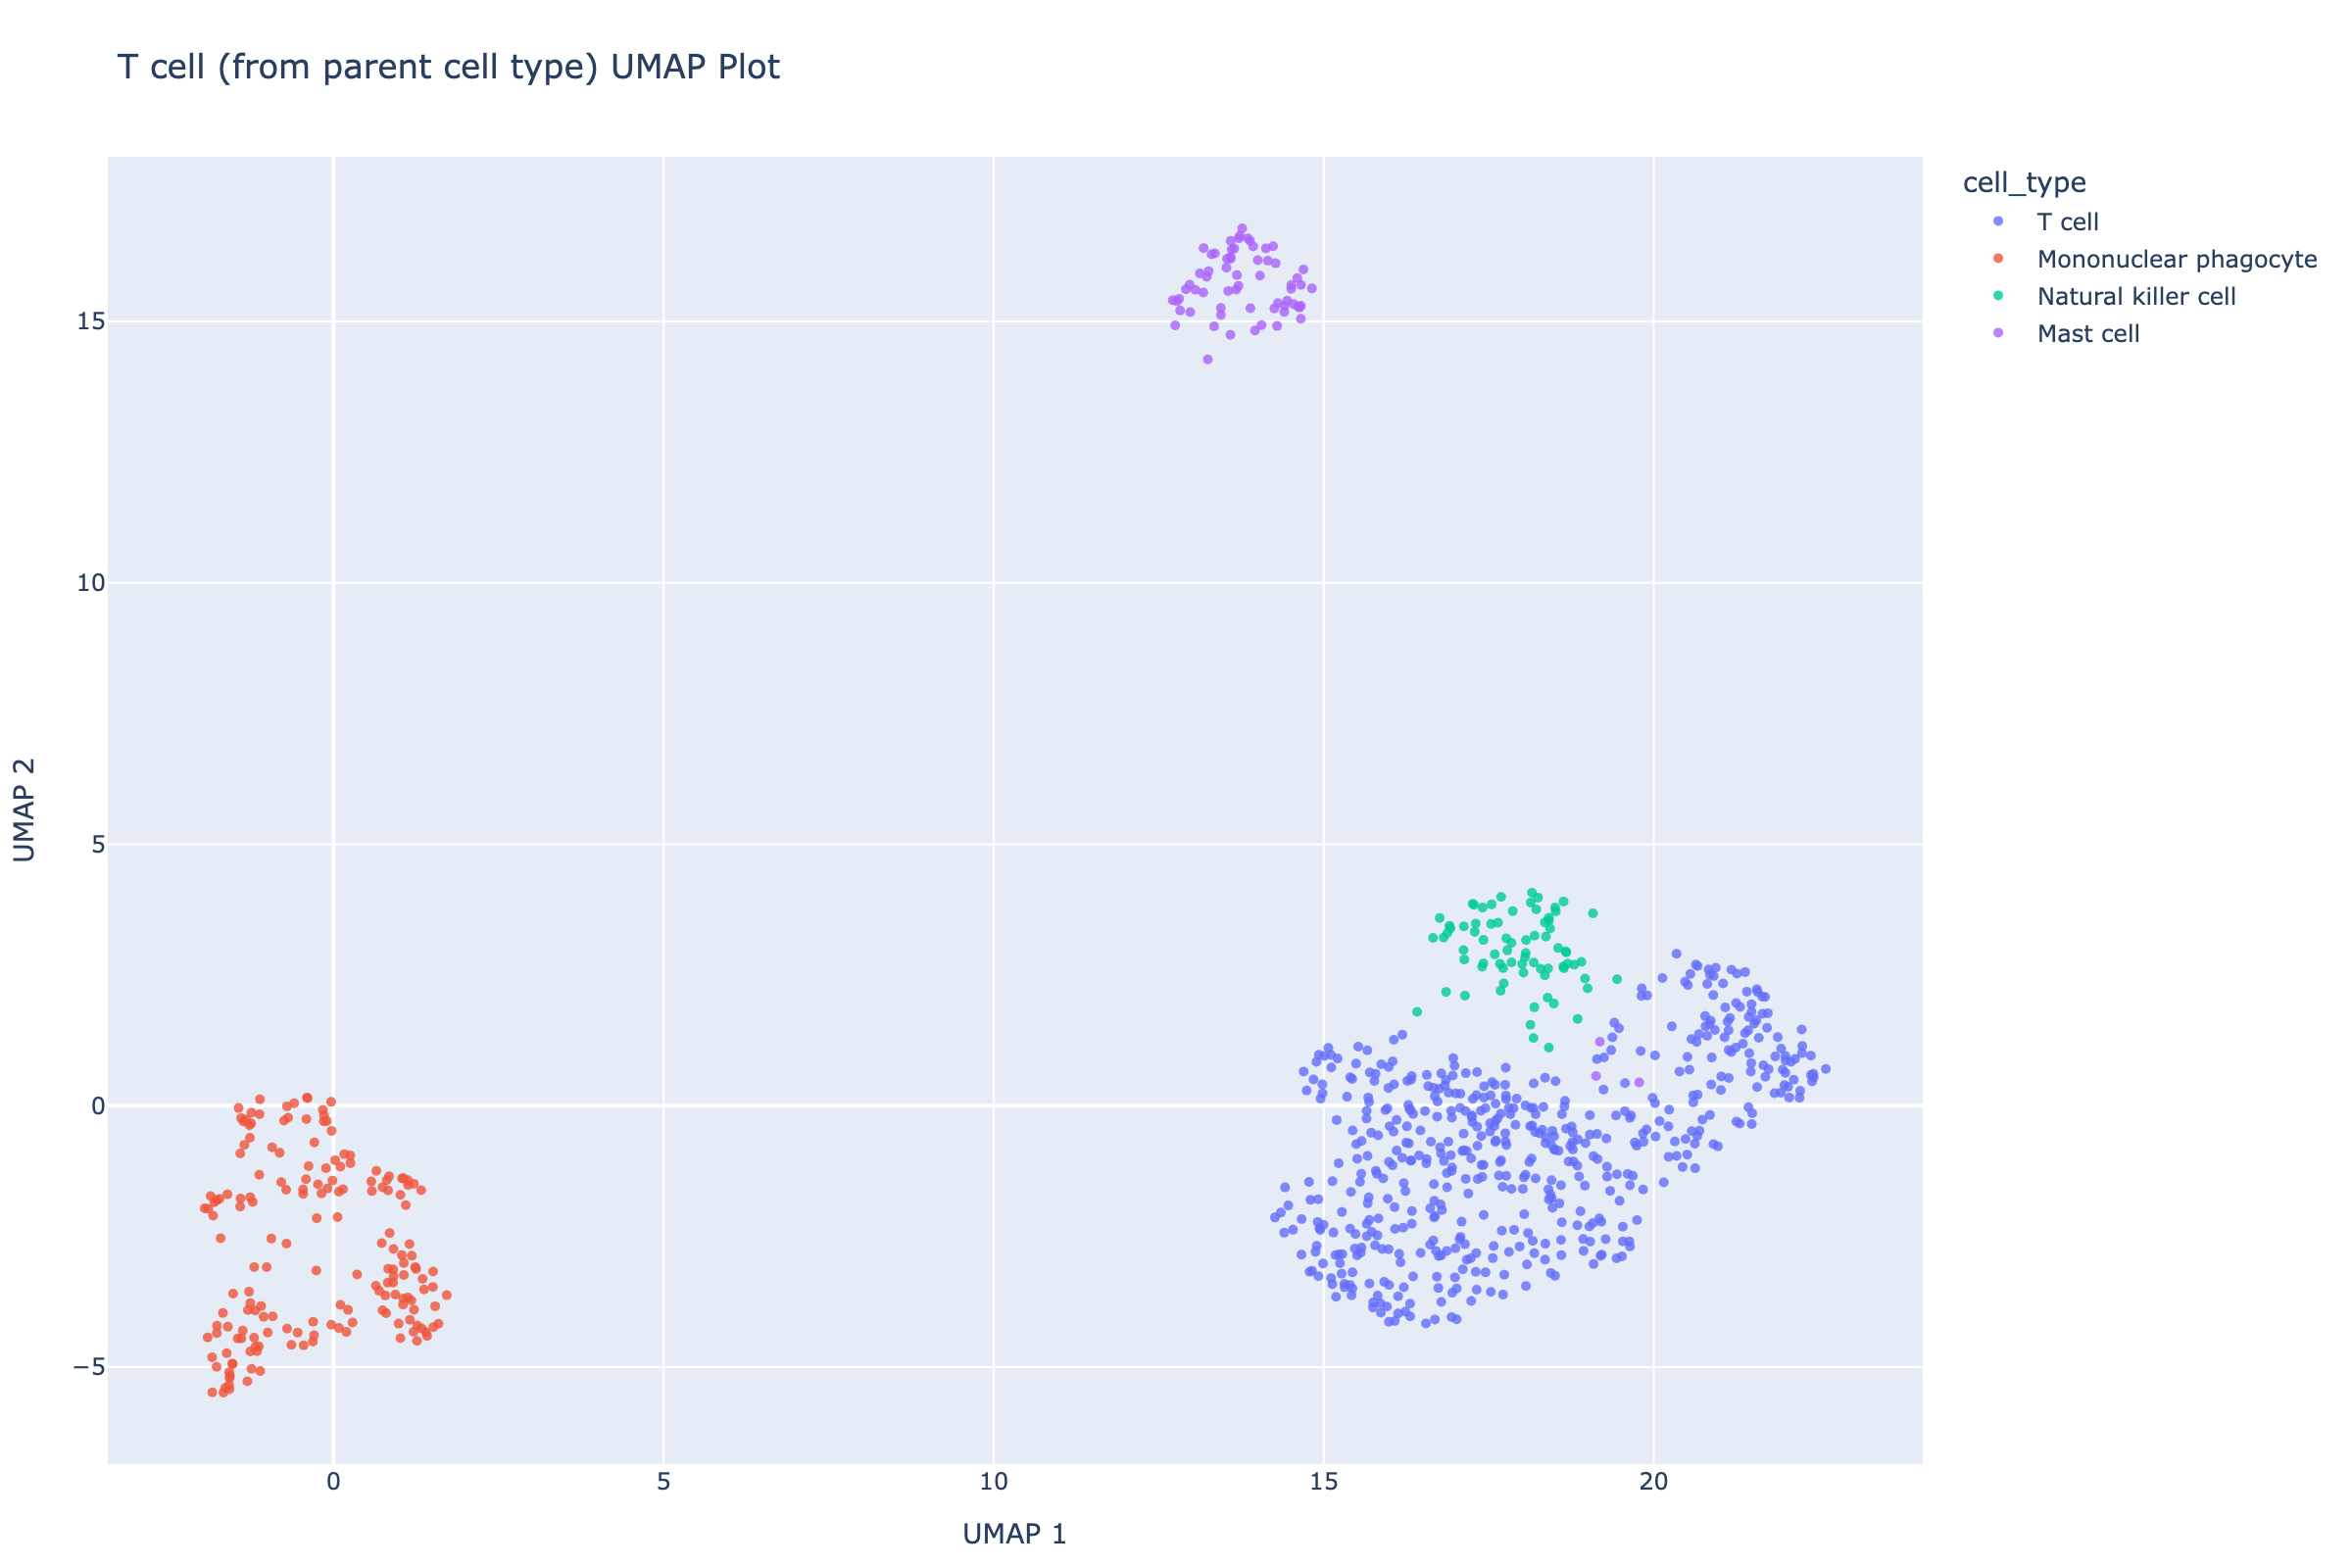 T cell (from parent cell type) UMAP Plot
cell_type
T cell
Mononuclear phagocyte
Natural killer cell
Mast cell
15
10
5
0
−5
UMAP 2
0
5
10
15
20
UMAP 1